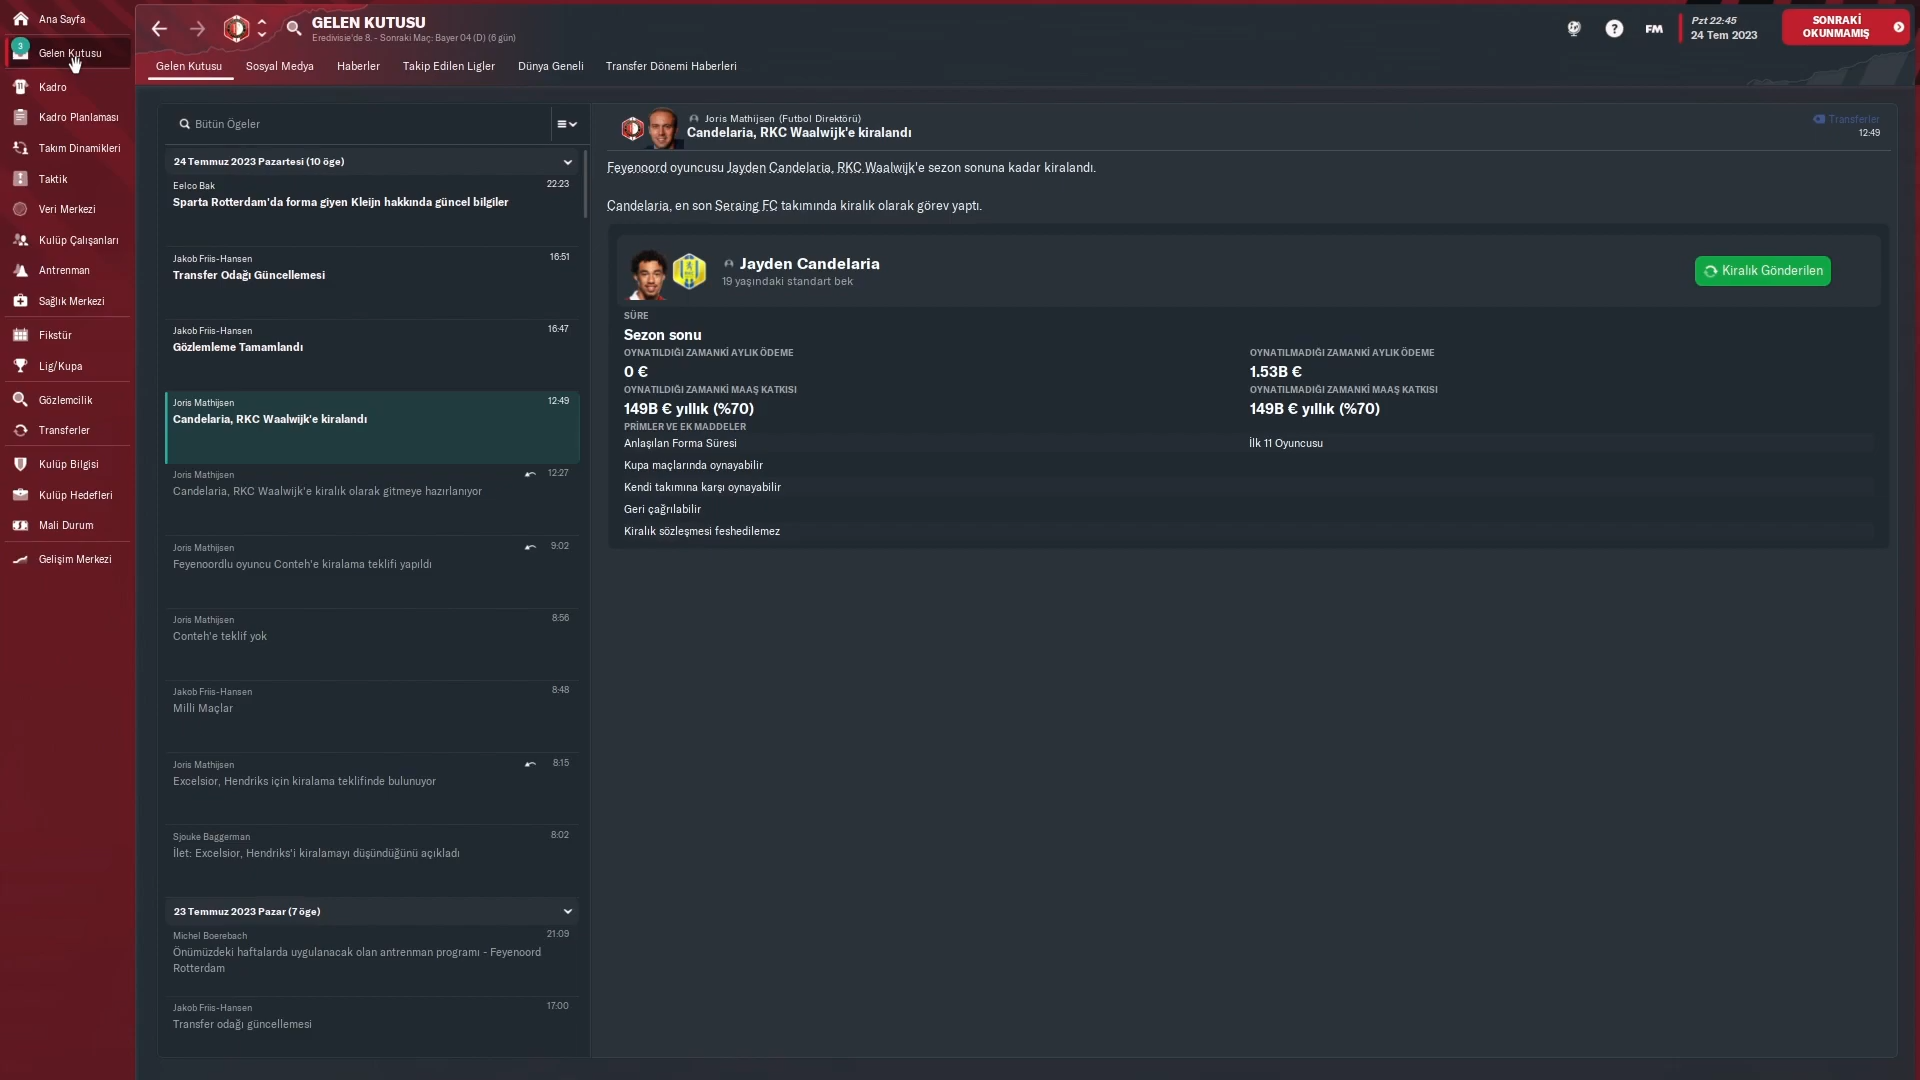 Ana Sayfa
3
Gelen Kutusu
Kadro
Kadro Planlaması
Takım Dinamikleri
Taktik
Veri Merkezi
Kulüp Çalışanları
Antrenman
Sağlık Merkezi
Fikstür
Lig/Kupa
Gözlemcilik
Transferler
Kulüp Bilgisi
Kulüp Hedefleri
Mali Durum
Gelişim Merkezi
GELEN KUTUSU
Eredivisie'de 8. - Sonraki Maç: Bayer 04 (D) (6 gün)
?
FM
Pzt 22:45
24 Tem 2023
SONRAKİ
OKUNMAMIŞ
Gelen Kutusu Sosyal Medya Haberler Takip Edilen Ligler Dünya Geneli Transfer Dönemi Haberleri
Bütün Ögeler
24 Temmuz 2023 Pazartesi (10 öge)
Eelco Bak 22:23
Sparta Rotterdam'da forma giyen Kleijn hakkında güncel bilgiler
Jakob Friis-Hansen 16:51
Transfer Odağı Güncellemesi
Jakob Friis-Hansen 16:47
Gözlemleme Tamamlandı
Joris Mathijsen 12:49
Candelaria, RKC Waalwijk'e kiralandı
Joris Mathijsen 12:27
Candelaria, RKC Waalwijk'e kiralık olarak gitmeye hazırlanıyor
Joris Mathijsen 9:02
Feyenoordlu oyuncu Conteh'e kiralama teklifi yapıldı
Joris Mathijsen 8:56
Conteh'e teklif yok
Jakob Friis-Hansen 8:48
Milli Maçlar
Joris Mathijsen 8:15
Excelsior, Hendriks için kiralama teklifinde bulunuyor
Sjouke Baggerman 8:02
İlet: Excelsior, Hendriks'i kiralamayı düşündüğünü açıkladı
23 Temmuz 2023 Pazar (7 öge)
Michel Boerebach 21:09
Önümüzdeki haftalarda uygulanacak olan antrenman programı - Feyenoord
Rotterdam
Jakob Friis-Hansen 17:00
Transfer odağı güncellemesi
Joris Mathijsen (Futbol Direktörü)
Candelaria, RKC Waalwijk'e kiralandı
Transferler
12:49
Feyenoord oyuncusu Jayden Candelaria, RKC Waalwijk'e sezon sonuna kadar kiralandı.
Candelaria, en son Seraing FC takımında kiralık olarak görev yaptı.
Jayden Candelaria
19 yaşındaki standart bek
Kiralık Gönderilen
SÜRE
Sezon sonu
OYNATILDIĞI ZAMANKİ AYLIK ÖDEME OYNATILMADIĞI ZAMANKİ AYLIK ÖDEME
0 € 1.53B €
OYNATILDIĞI ZAMANKİ MAAŞ KATKISI OYNATILMADIĞI ZAMANKİ MAAŞ KATKISI
149B € yıllık (%70) 149B € yıllık (%70)
PRİMLER VE EK MADDELER
Anlaşılan Forma Süresi İlk 11 Oyuncusu
Kupa maçlarında oynayabilir
Kendi takımına karşı oynayabilir
Geri çağrılabilir
Kiralık sözleşmesi feshedilemez